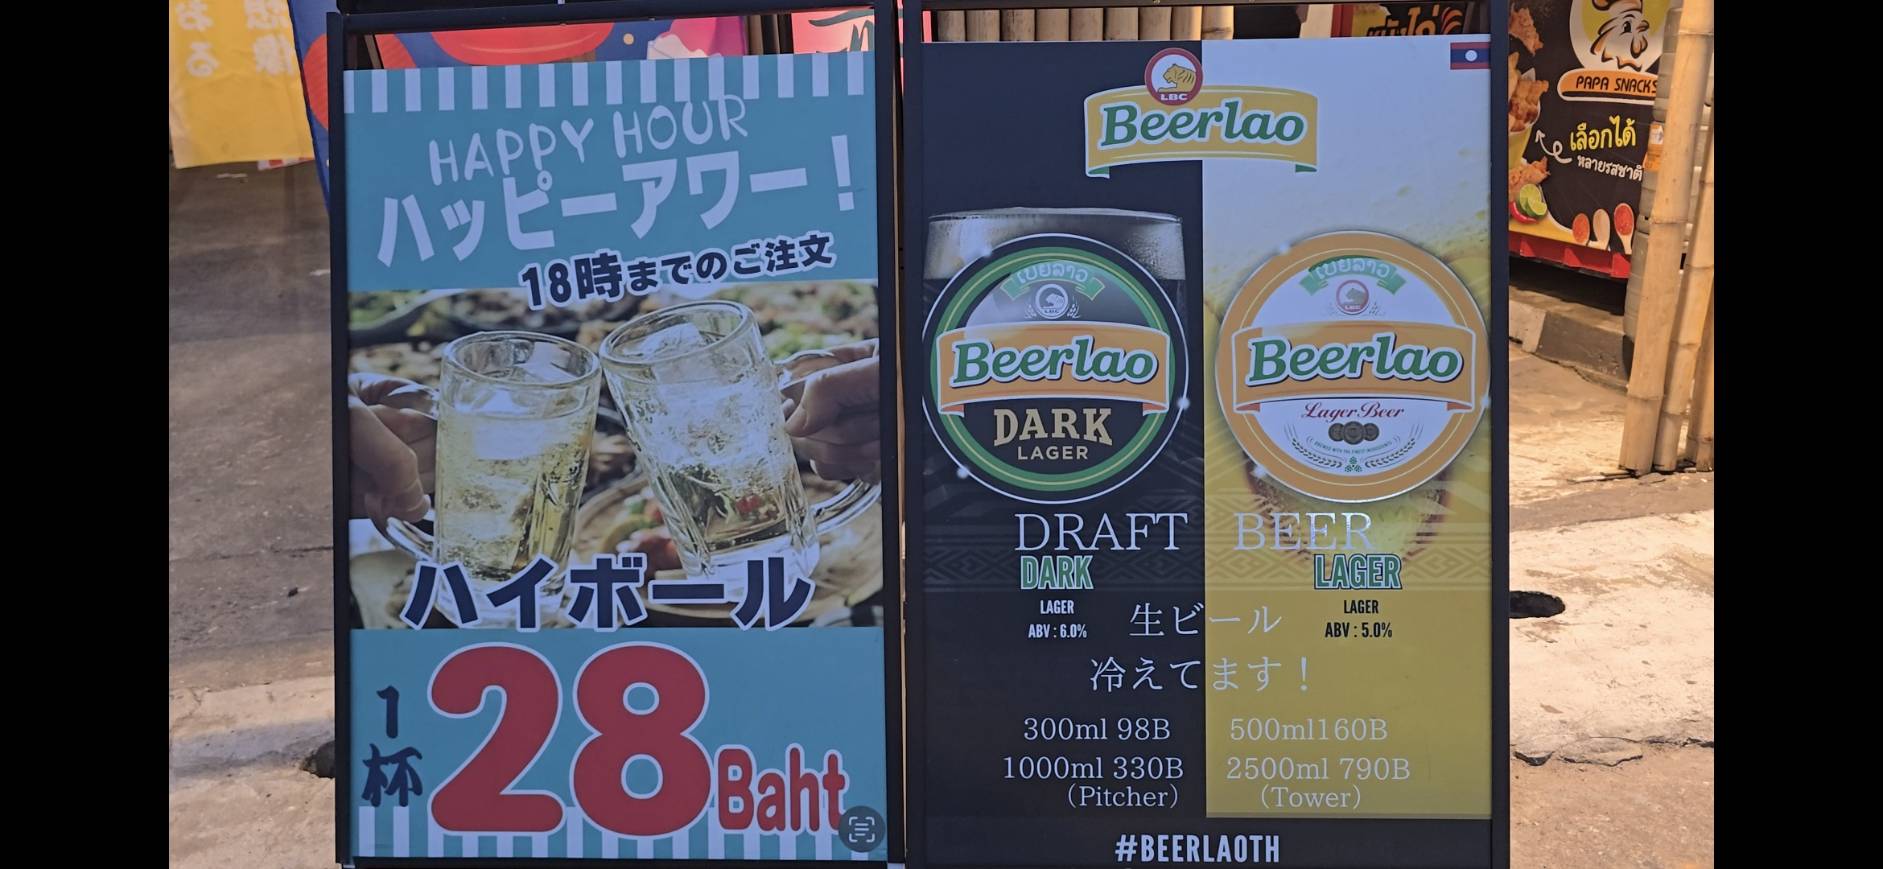 HAPPY HOUR
ハッピーアワー！
18時までのご注文
ハイボール
1杯 28 Baht
LBC
Beerlao
ເບຍລາວ
LBC
Beerlao
DARK
LAGER
ເບຍລາວ
LBC
Beerlao
Lager Beer
DRAFT BEER
DARK LAGER
LAGER LAGER
ABV : 6.0% ABV : 5.0%
生ビール
冷えてます！
300ml 98B 500ml160B
1000ml 330B 2500ml 790B
（Pitcher） （Tower）
#BEERLAOTH
PAPA SNACKS
เลือกได้
หลายรสชาติ